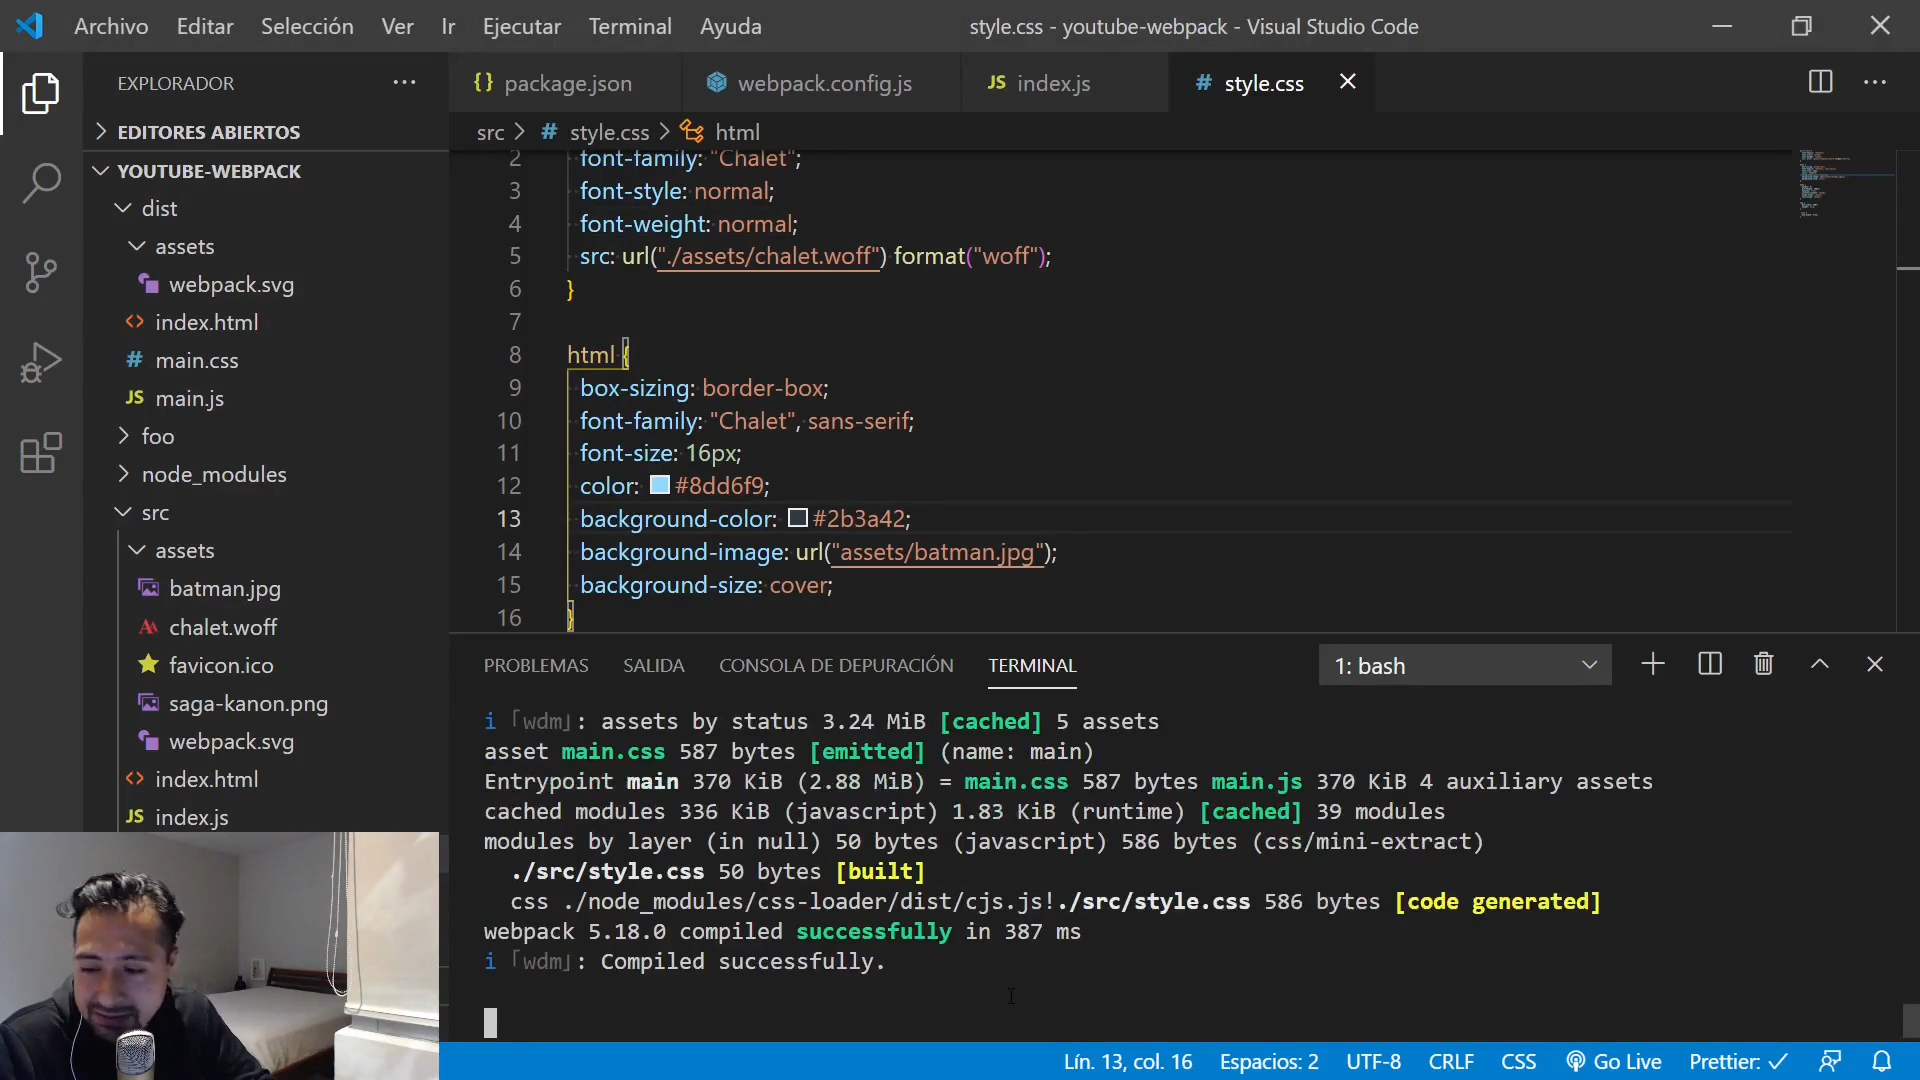 Archivo Editar Selección Ver Ir Ejecutar Terminal Ayuda style.css - youtube-webpack - Visual Studio Code
EXPLORADOR
EDITORES ABIERTOS
YOUTUBE-WEBPACK
dist
assets
webpack.svg
index.html
main.css
JS main.js
foo
node_modules
src
assets
batman.jpg
chalet.woff
favicon.ico
saga-kanon.png
webpack.svg
index.html
JS index.js
{} package.json webpack.config.js JS index.js # style.css
src > # style.css > html
2 font-family: "Chalet";
3 font-style: normal;
4 font-weight: normal;
5 src: url("./assets/chalet.woff") format("woff");
6 }
7
8 html {
9 box-sizing: border-box;
10 font-family: "Chalet", sans-serif;
11 font-size: 16px;
12 color: #8dd6f9;
13 background-color: #2b3a42;
14 background-image: url("assets/batman.jpg");
15 background-size: cover;
16 }
PROBLEMAS SALIDA CONSOLA DE DEPURACIÓN TERMINAL 1: bash
i ｢wdm｣: assets by status 3.24 MiB [cached] 5 assets
asset main.css 587 bytes [emitted] (name: main)
Entrypoint main 370 KiB (2.88 MiB) = main.css 587 bytes main.js 370 KiB 4 auxiliary assets
cached modules 336 KiB (javascript) 1.83 KiB (runtime) [cached] 39 modules
modules by layer (in null) 50 bytes (javascript) 586 bytes (css/mini-extract)
./src/style.css 50 bytes [built]
css ./node_modules/css-loader/dist/cjs.js!./src/style.css 586 bytes [code generated]
webpack 5.18.0 compiled successfully in 387 ms
i ｢wdm｣: Compiled successfully.
Lín. 13, col. 16 Espacios: 2 UTF-8 CRLF CSS Go Live Prettier: ✓